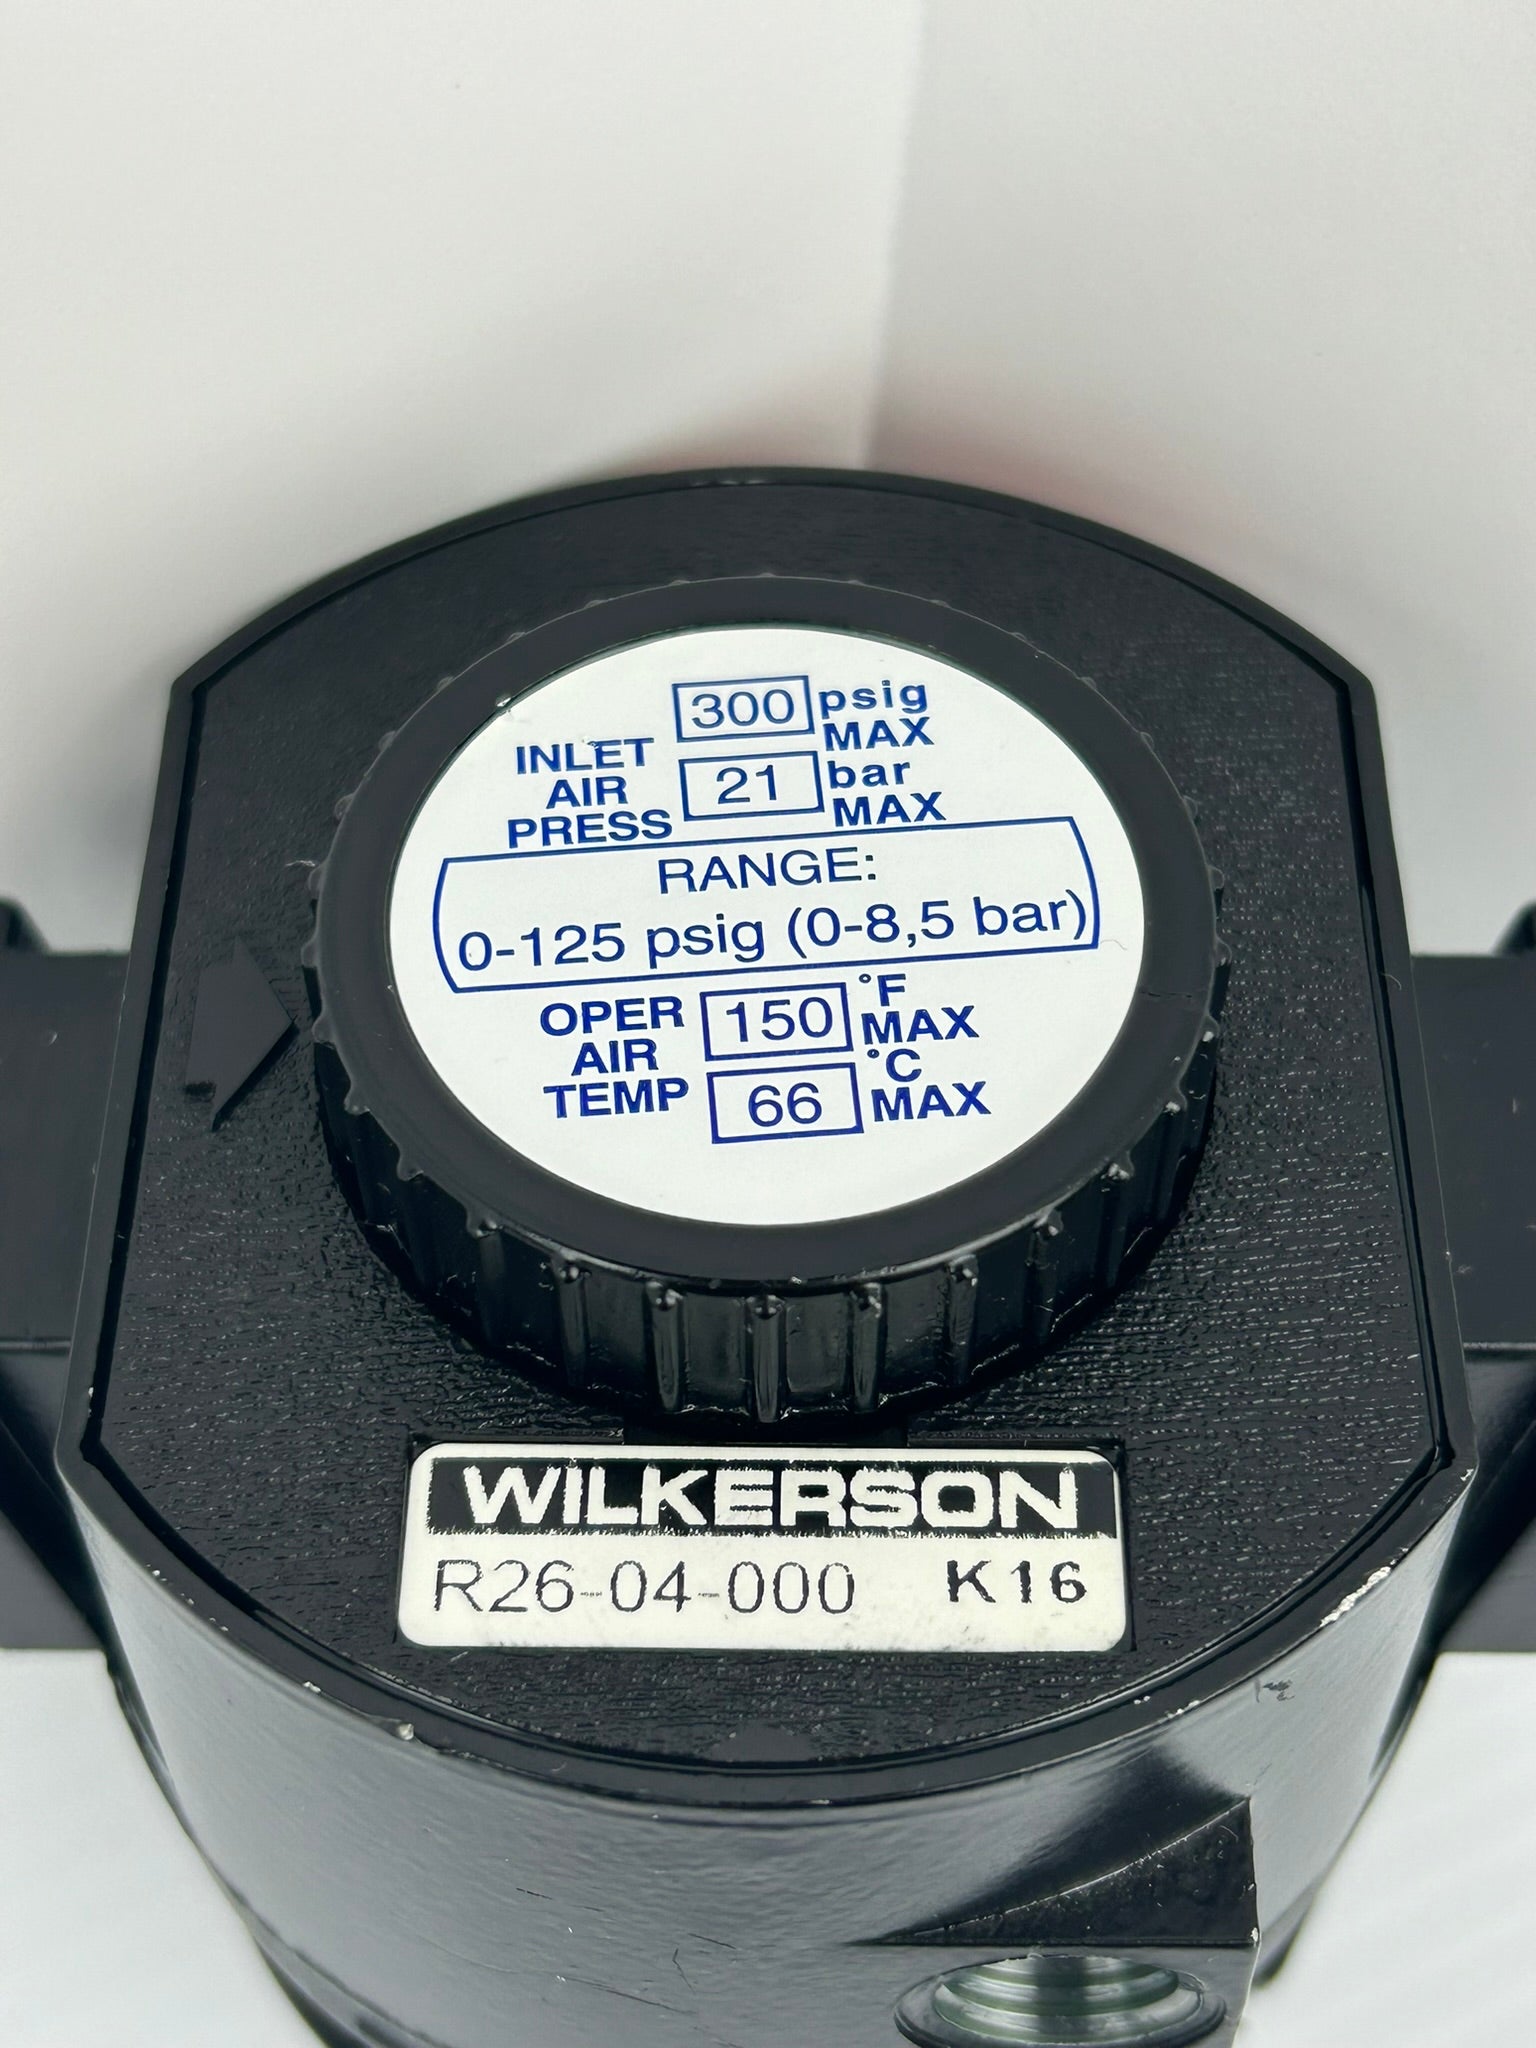 300 psig
MAX
INLET
AIR
PRESS
21 bar
MAX
RANGE:
0-125 psig (0-8,5 bar)
OPER
AIR
TEMP
150 °F
MAX
66 °C
MAX
WILKERSON
R26-04-000 K16